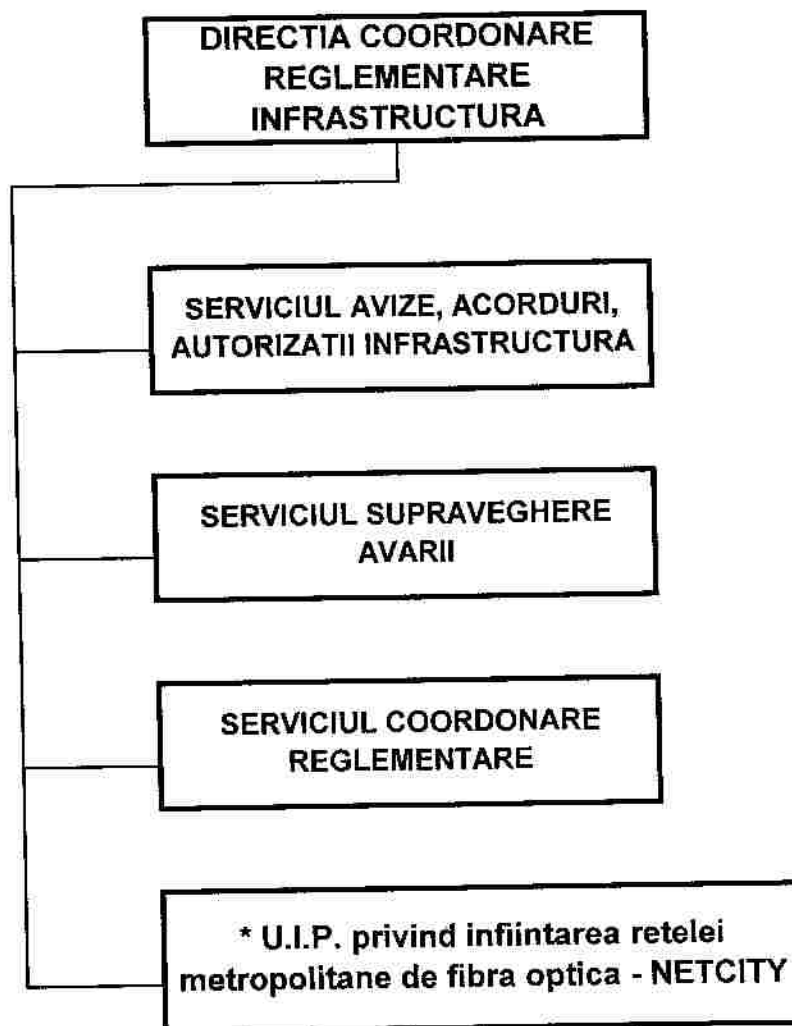 DIRECTIA COORDONARE
REGLEMENTARE
INFRASTRUCTURA
SERVICIUL AVIZE, ACORDURI,
AUTORIZATII INFRASTRUCTURA
SERVICIUL SUPRAVEGHERE
AVARII
SERVICIUL COORDONARE
REGLEMENTARE
* U.I.P. privind infiintarea retelei
metropolitane de fibra optica - NETCITY